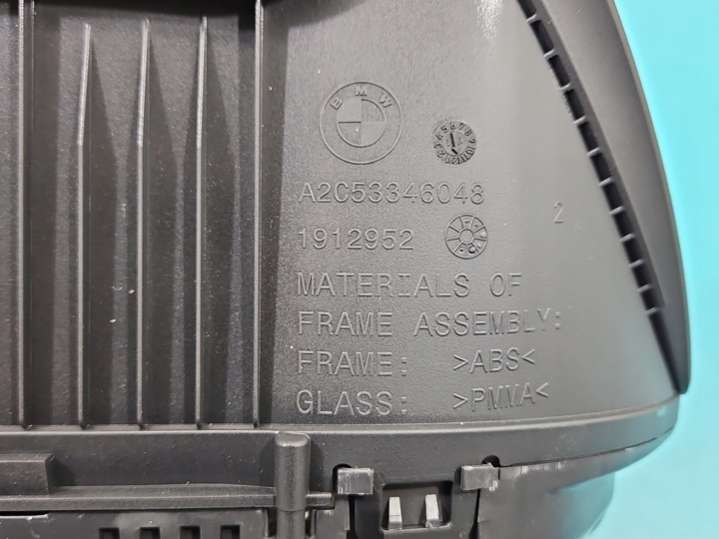 BMW
A2C53346048
1912952
2
MATERIALS OF
FRAME ASSEMBLY:
FRAME: >ABS<
GLASS: >PMMA<